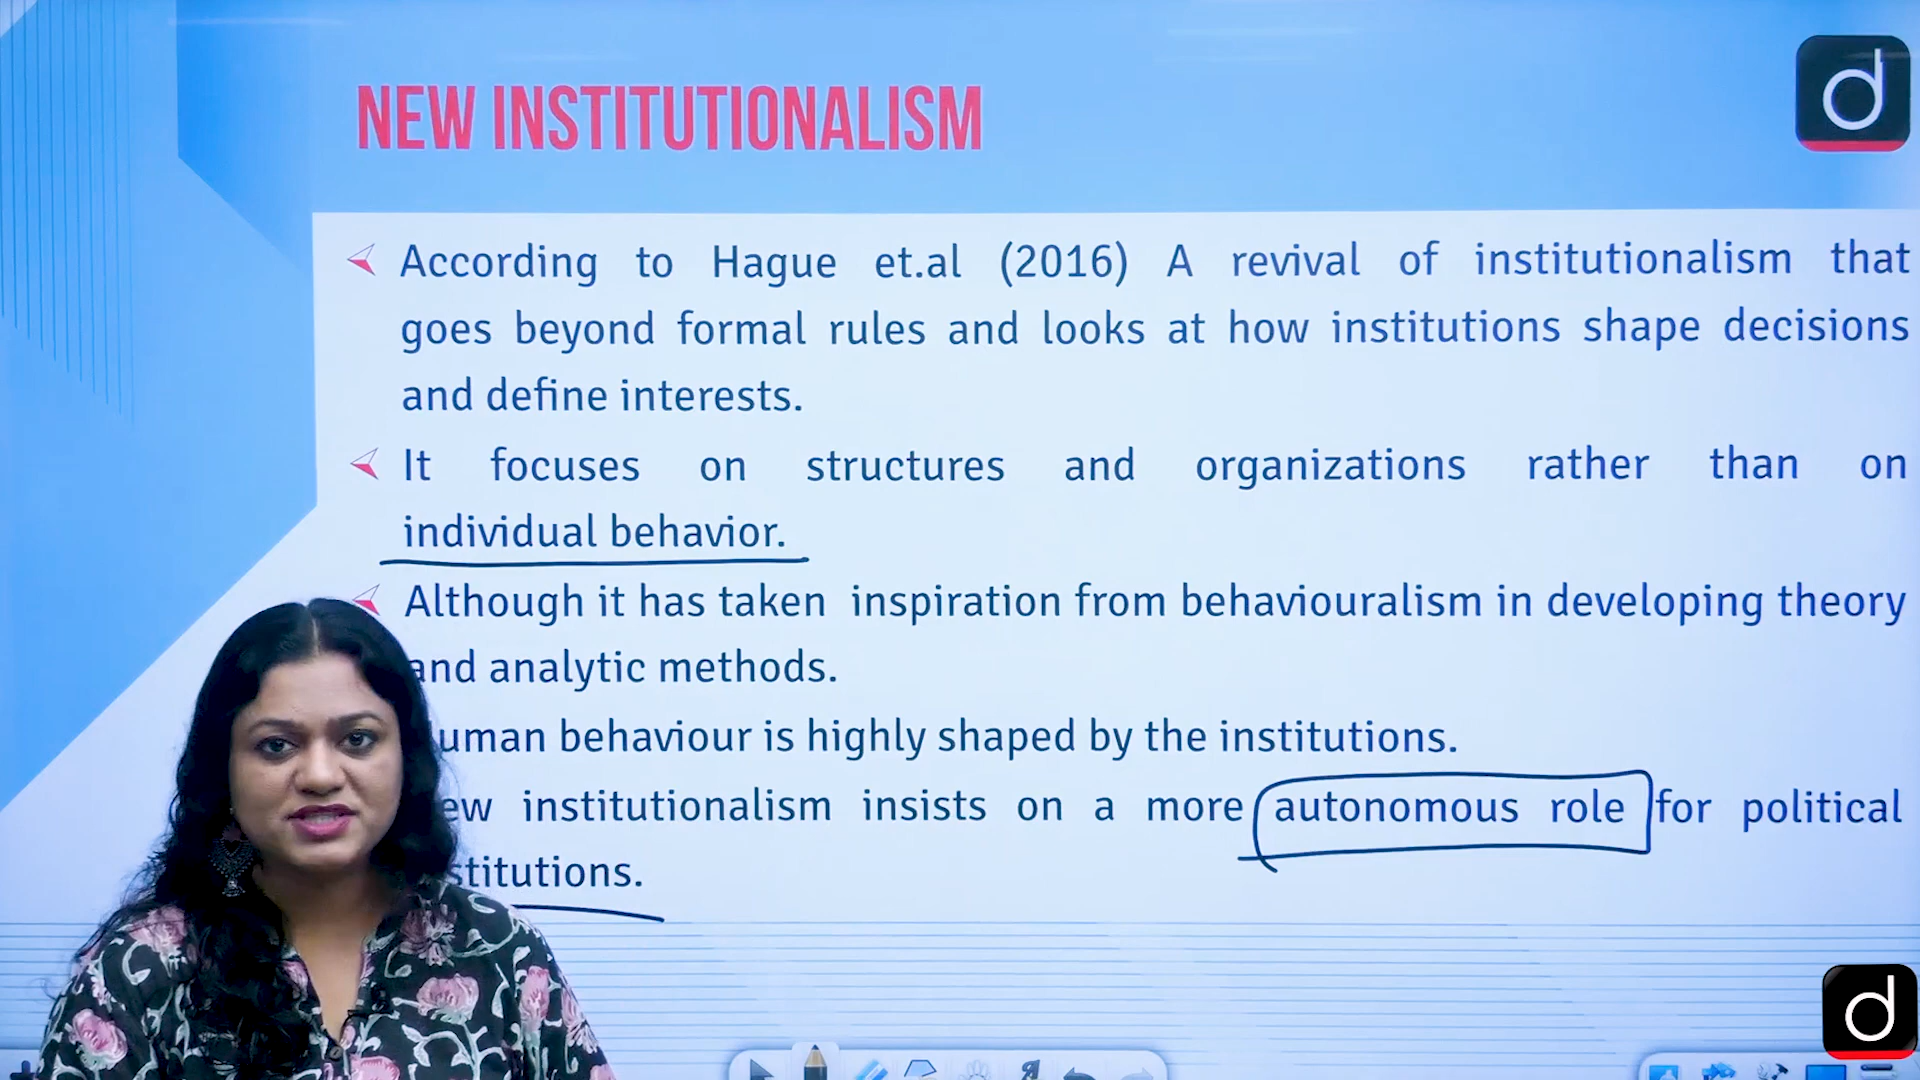 NEW INSTITUTIONALISM
d
According to Hague et.al (2016) A revival of institutionalism that
goes beyond formal rules and looks at how institutions shape decisions
and define interests.
It focuses on structures and organizations rather than on
individual behavior.
Although it has taken inspiration from behaviouralism in developing theory
and analytic methods.
uman behaviour is highly shaped by the institutions.
ew institutionalism insists on a more autonomous role for political
stitutions.
d